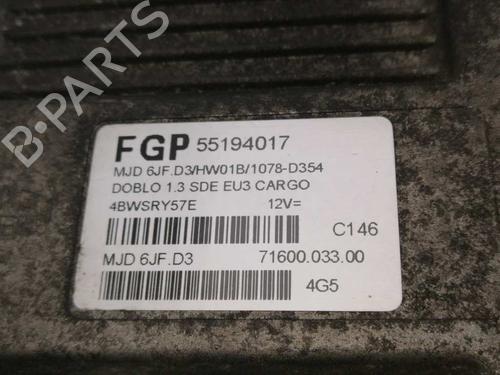 FGP 55194017
MJD 6JF.D3/HW01B/1078-D354
DOBLO 1.3 SDE EU3 CARGO
4BWSRY57E 12V=
C146
MJD 6JF.D3 71600.033.00
4G5
B-PARTS